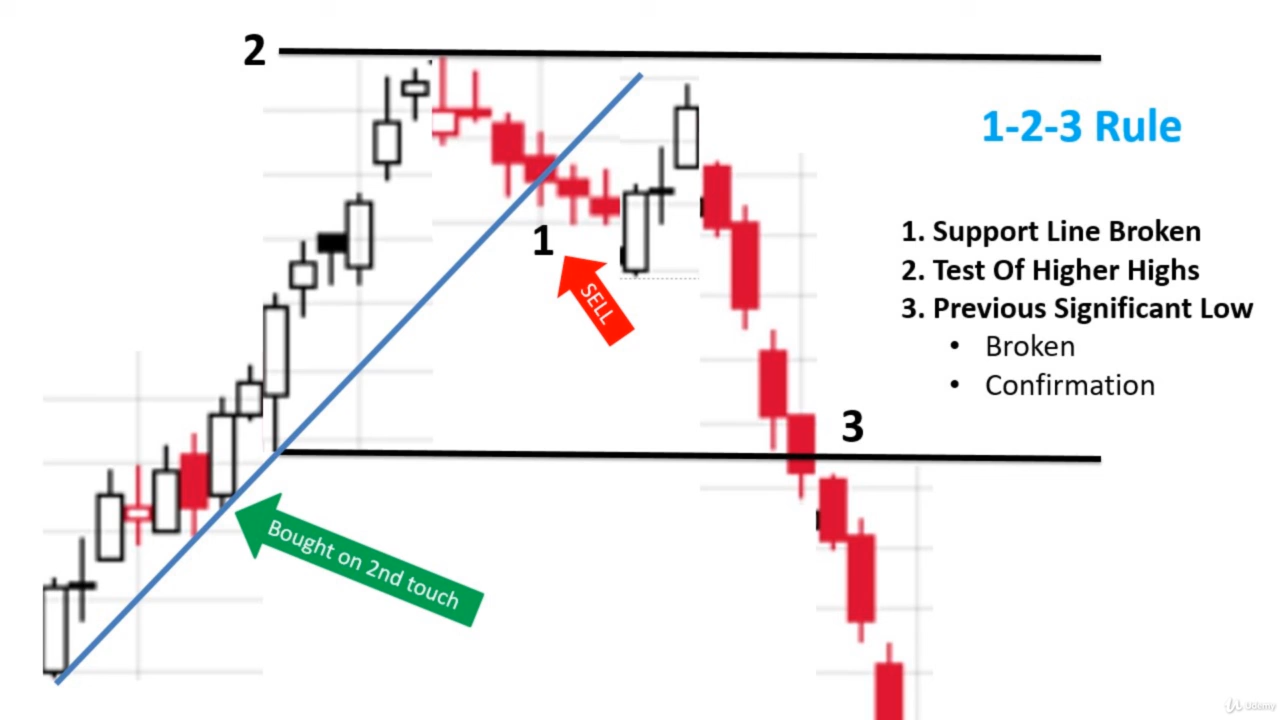 2
1-2-3 Rule
1. Support Line Broken
2. Test Of Higher Highs
3. Previous Significant Low
• Broken
• Confirmation
1
SELL
3
Bought on 2nd touch
Udemy